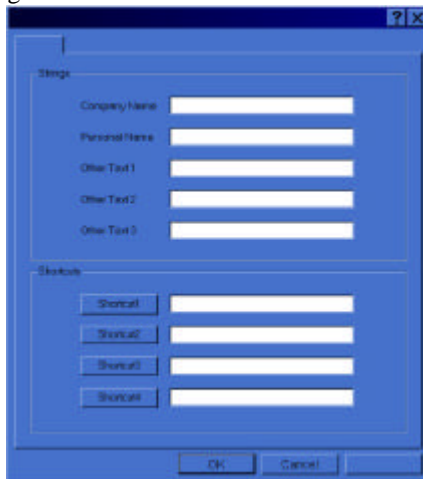 ?
X
Strings
Company Name
Personal Name
Other Text 1
Other Text 2
Other Text 3
Shortcuts
Shortcut1
Shortcut2
Shortcut3
Shortcut4
OK
Cancel